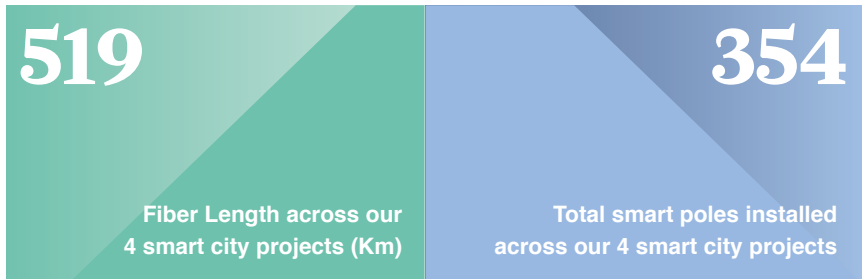 519
Fiber Length across our
4 smart city projects (Km)
354
Total smart poles installed
across our 4 smart city projects